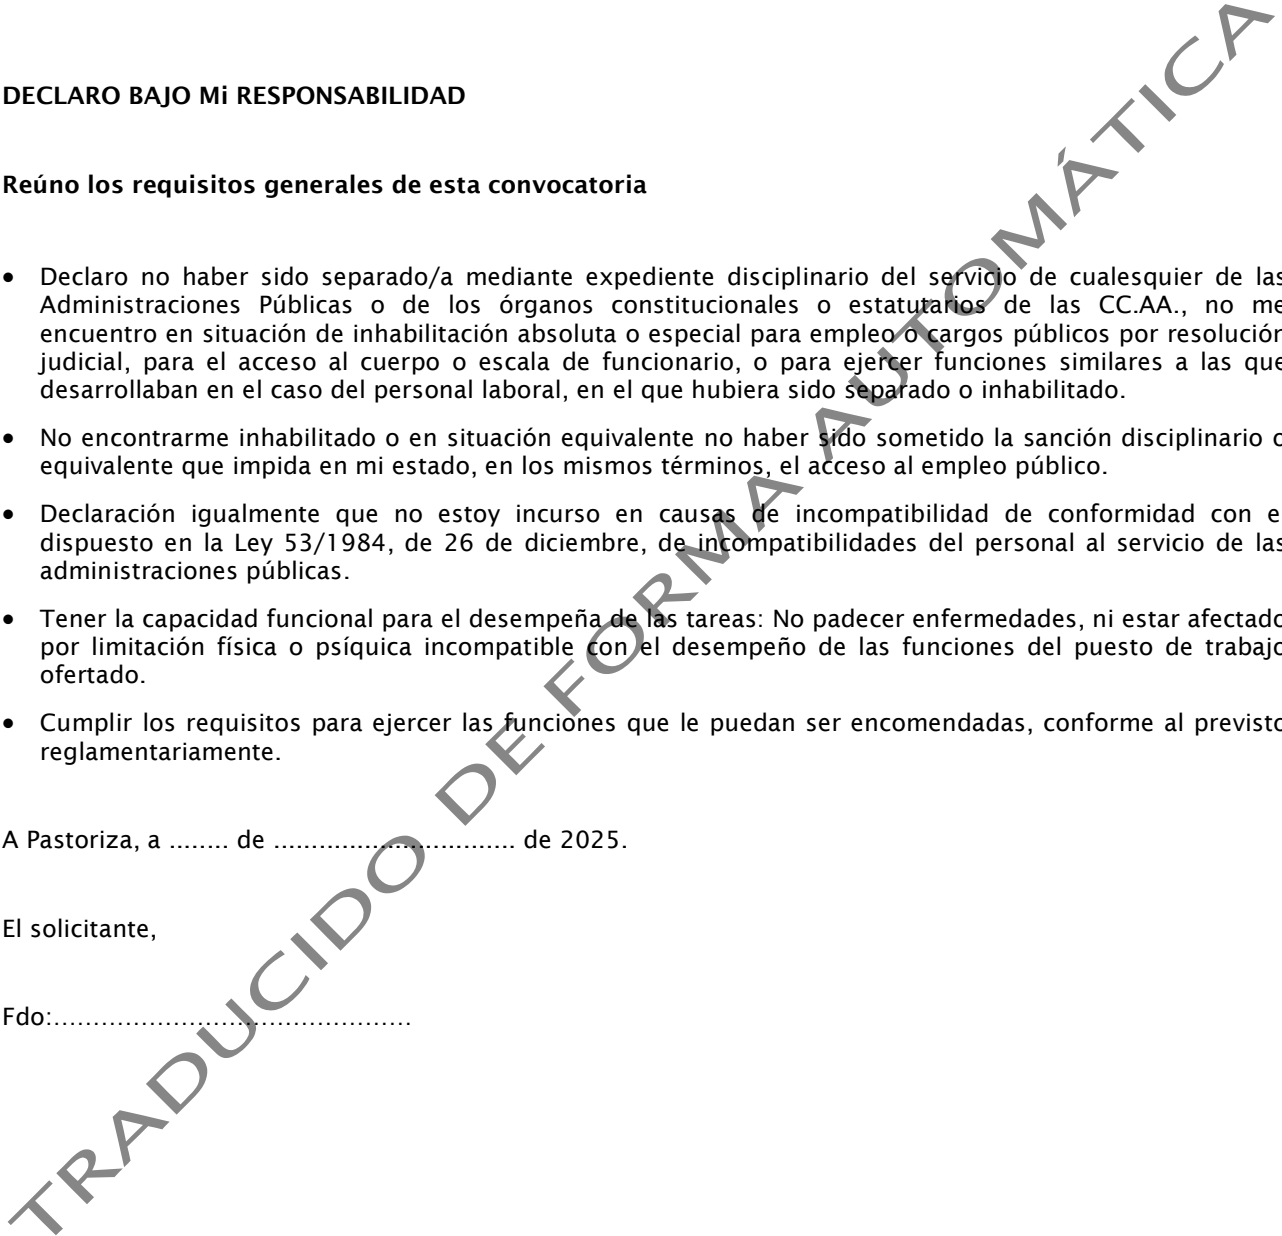 DECLARO BAJO Mi RESPONSABILIDAD
Reúno los requisitos generales de esta convocatoria
• Declaro no haber sido separado/a mediante expediente disciplinario del servicio de cualesquier de las
Administraciones Públicas o de los órganos constitucionales o estatutarios de las CC.AA., no me
encuentro en situación de inhabilitación absoluta o especial para empleo o cargos públicos por resolución
judicial, para el acceso al cuerpo o escala de funcionario, o para ejercer funciones similares a las que
desarrollaban en el caso del personal laboral, en el que hubiera sido separado o inhabilitado.
• No encontrarme inhabilitado o en situación equivalente no haber sido sometido la sanción disciplinario o
equivalente que impida en mi estado, en los mismos términos, el acceso al empleo público.
• Declaración igualmente que no estoy incurso en causas de incompatibilidad de conformidad con el
dispuesto en la Ley 53/1984, de 26 de diciembre, de incompatibilidades del personal al servicio de las
administraciones públicas.
• Tener la capacidad funcional para el desempeña de las tareas: No padecer enfermedades, ni estar afectado
por limitación física o psíquica incompatible con el desempeño de las funciones del puesto de trabajo
ofertado.
• Cumplir los requisitos para ejercer las funciones que le puedan ser encomendadas, conforme al previsto
reglamentariamente.
A Pastoriza, a ........ de ................................ de 2025.
El solicitante,
Fdo:..............................................
TRADUCIDO DE FORMA AUTOMÁTICA